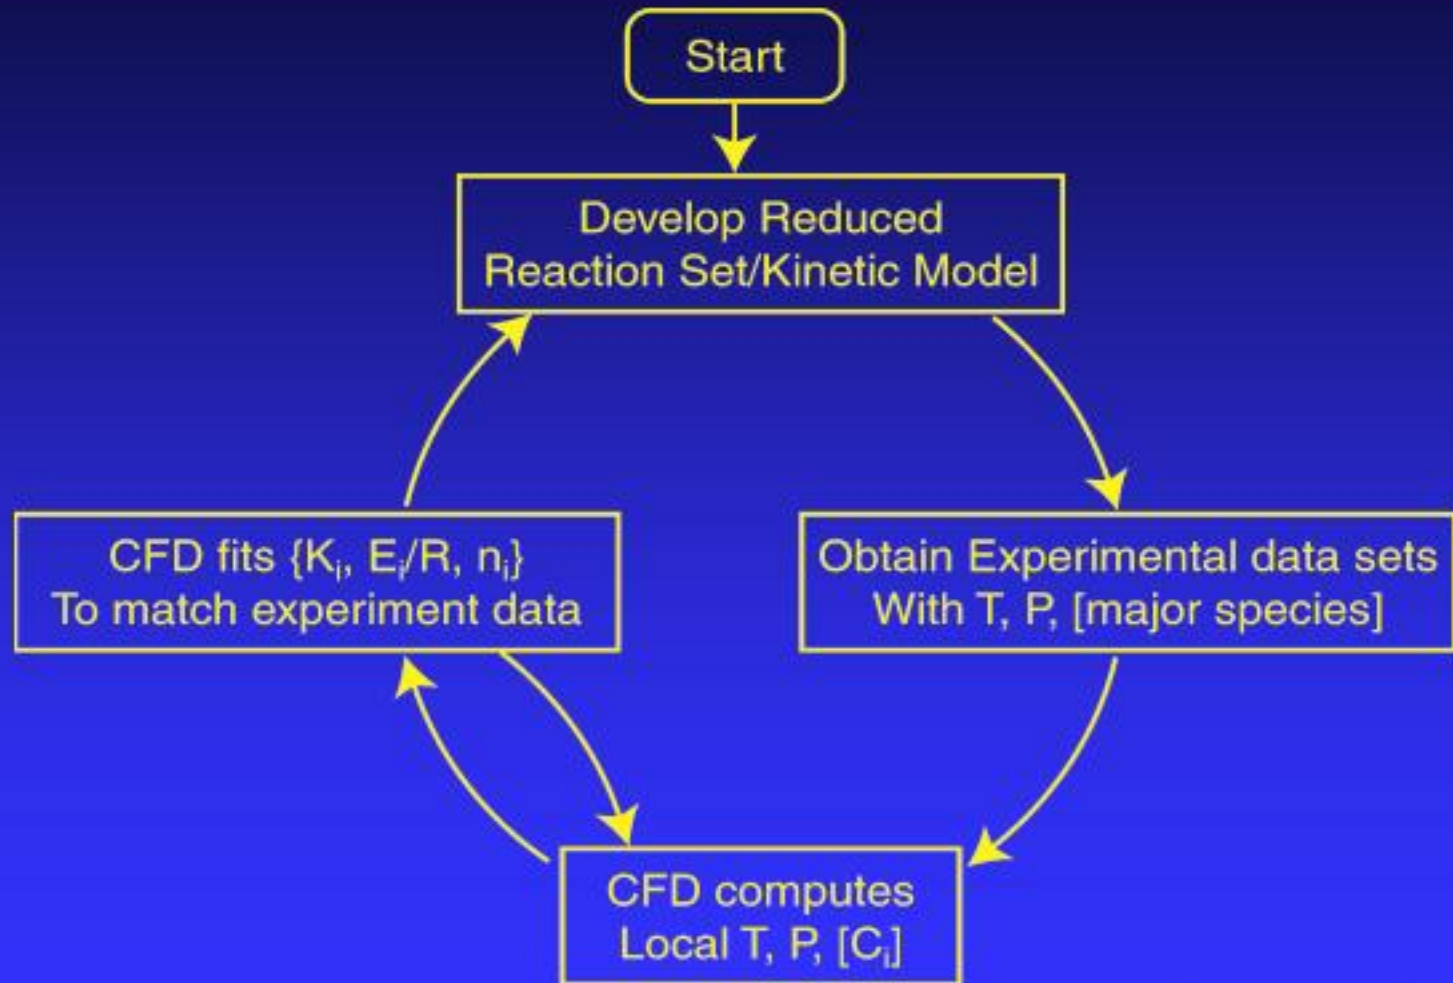 Start
Develop Reduced
Reaction Set/Kinetic Model
CFD fits {Kᵢ, Eᵢ/R, nᵢ}
To match experiment data
Obtain Experimental data sets
With T, P, [major species]
CFD computes
Local T, P, [Cᵢ]